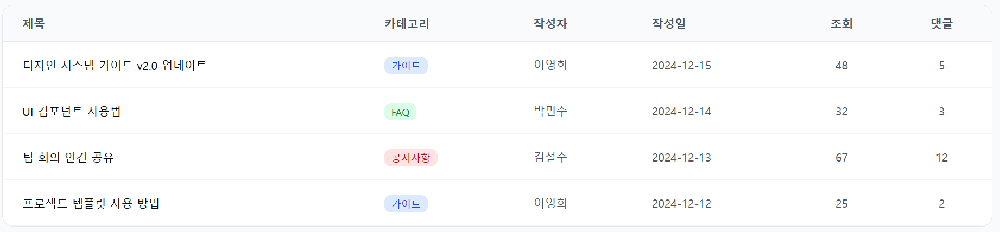 제목 카테고리 작성자 작성일 조회 댓글
디자인 시스템 가이드 v2.0 업데이트 가이드 이영희 2024-12-15 48 5
UI 컴포넌트 사용법 FAQ 박민수 2024-12-14 32 3
팀 회의 안건 공유 공지사항 김철수 2024-12-13 67 12
프로젝트 템플릿 사용 방법 가이드 이영희 2024-12-12 25 2